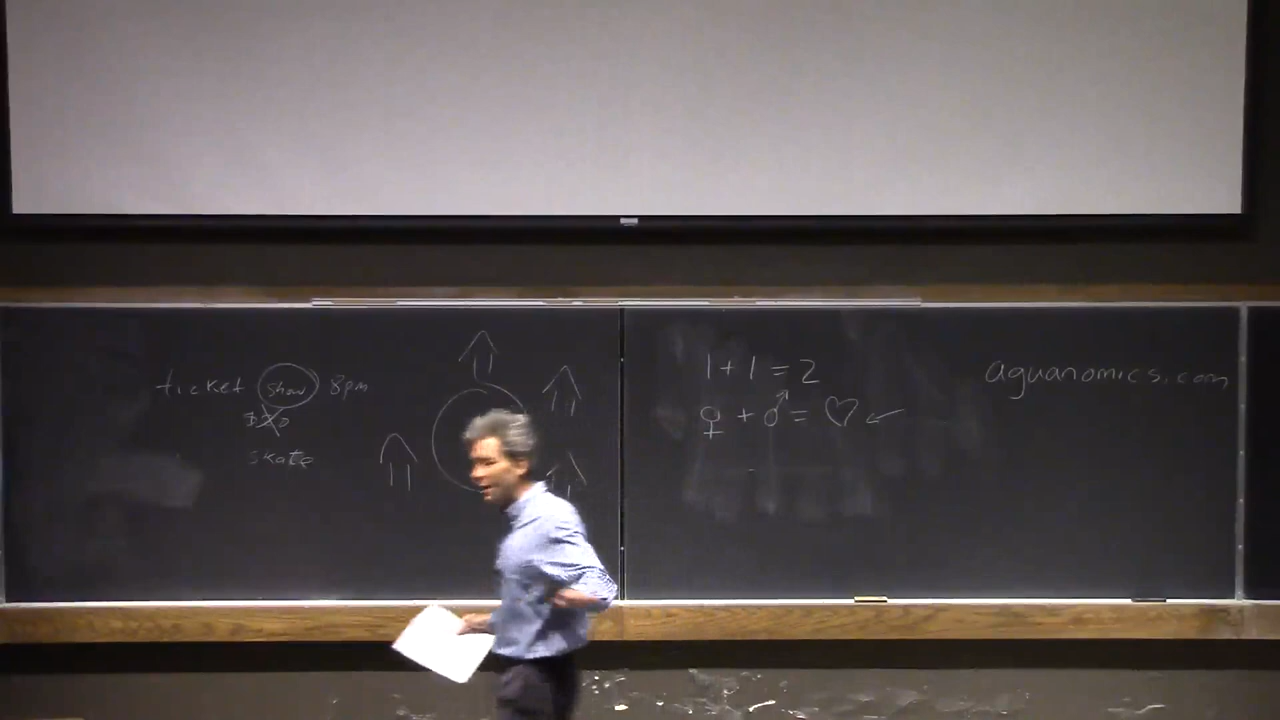 ticket show 8pm
skate
1 + 1 = 2
♀ + ♂ = ♡ ←
aguanomics.com